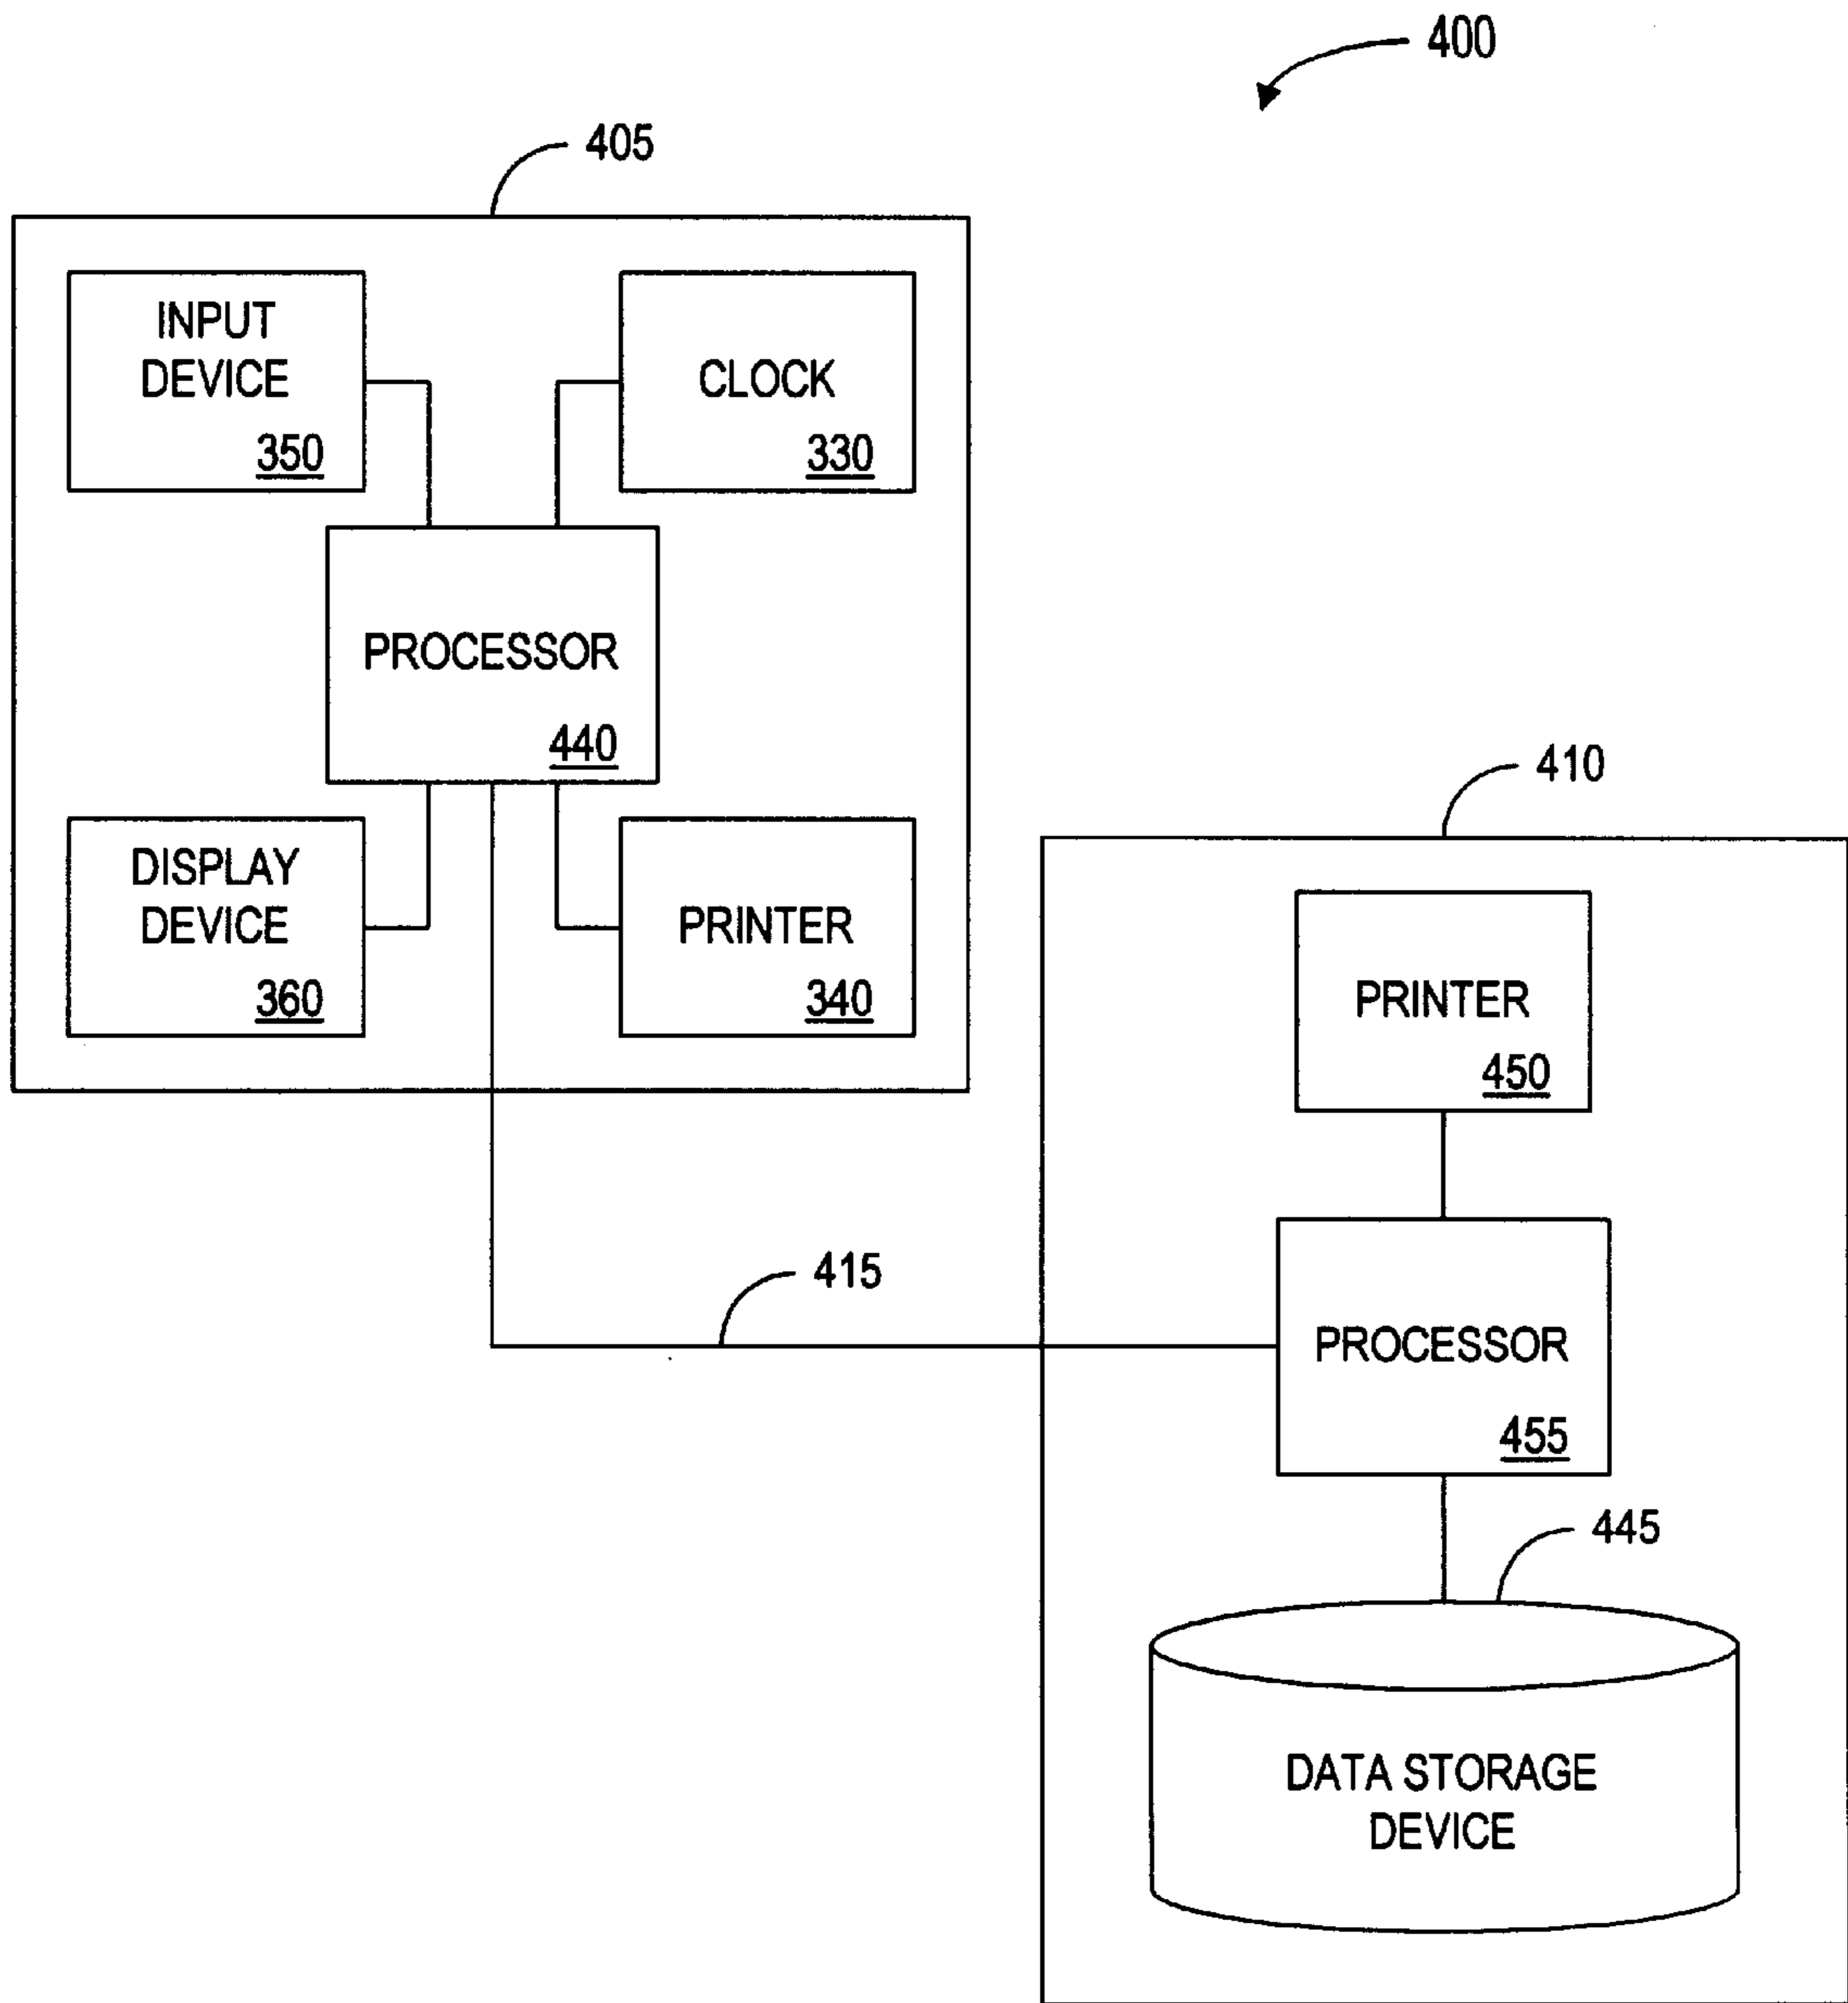 400
405
INPUT
DEVICE
350
CLOCK
330
PROCESSOR
440
DISPLAY
DEVICE
360
PRINTER
340
410
PRINTER
450
415
PROCESSOR
455
445
DATA STORAGE
DEVICE